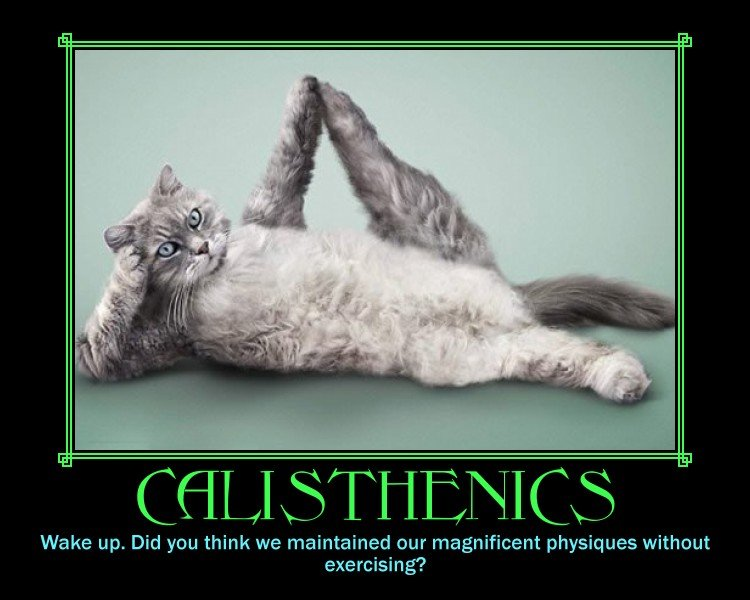 CALISTHENICS
Wake up. Did you think we maintained our magnificent physiques without
exercising?